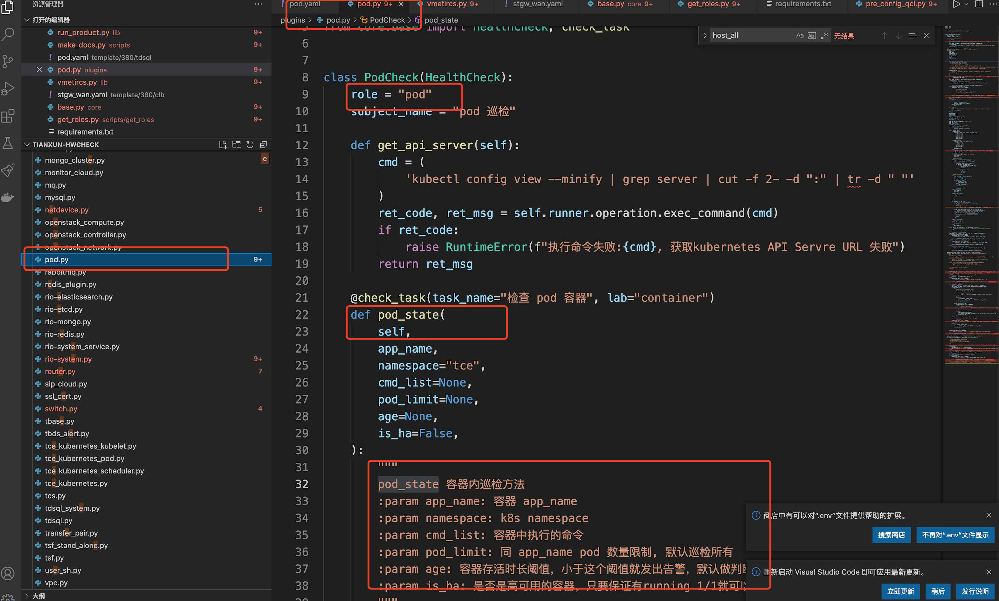 资源管理器
打开的编辑器
run_product.py lib 9+
make_docs.py scripts 9+
! pod.yaml template/380/tdsql
pod.py plugins 9+
vmetircs.py lib 9+
! stgw_wan.yaml template/380/clb
base.py core 9+
get_roles.py scripts/get_roles 9+
requirements.txt
TIANXUN-HWCHECK
mongo_cluster.py
e
monitor_cloud.py
mq.py
mysql.py
netdevice.py 5
openstack_compute.py
openstack_controller.py
openstack_network.py
pod.py 9+
rabbitmq.py
redis_plugin.py
rio-elasticsearch.py
rio-etcd.py
rio-mongo.py
rio-redis.py
rio-system_service.py
rio-system.py 9+
router.py 7
sip_cloud.py
ssl_cert.py
switch.py 4
tbase.py
tbds_alert.py
tce_kubernetes_kubelet.py
tce_kubernetes_pod.py
tce_kubernetes_scheduler.py
tce_kubernetes.py
tcs.py
tdsql_system.py
tdsql.py
transfer_pair.py
tsf_stand_alone.py
tsf.py
user_sh.py
vpc.py
大纲
! pod.yaml
pod.py 9+
vmetircs.py 9+
! stgw_wan.yaml
base.py core 9+
get_roles.py 9+
requirements.txt
pre_config_qci.py 9+
plugins > pod.py > PodCheck > pod_state
host_all
Aa Abl .* 无结果
5 from core.base import HealthCheck, check_task
6
7
8 class PodCheck(HealthCheck):
9 role = "pod"
10 subject_name = "pod 巡检"
11
12 def get_api_server(self):
13 cmd = (
14 'kubectl config view --minify | grep server | cut -f 2- -d ":" | tr -d " "'
15 )
16 ret_code, ret_msg = self.runner.operation.exec_command(cmd)
17 if ret_code:
18 raise RuntimeError(f"执行命令失败:{cmd}, 获取kubernetes API Servre URL 失败")
19 return ret_msg
20
21 @check_task(task_name="检查 pod 容器", lab="container")
22 def pod_state(
23 self,
24 app_name,
25 namespace="tce",
26 cmd_list=None,
27 pod_limit=None,
28 age=None,
29 is_ha=False,
30 ):
31 """
32 pod_state 容器内巡检方法
33 :param app_name: 容器 app_name
34 :param namespace: k8s namespace
35 :param cmd_list: 容器中执行的命令
36 :param pod_limit: 同 app_name pod 数量限制, 默认巡检所有
37 :param age: 容器存活时长阈值，小于这个阈值就发出告警，默认做判断
38 :param is_ha: 是否是高可用的容器，只要保证有running 1/1就可以
39 """
商店中有可以对“.env”文件提供帮助的扩展。
搜索商店
不再对“.env”文件显示
重新启动 Visual Studio Code 即可应用最新更新。
立即更新
稍后
发行说明